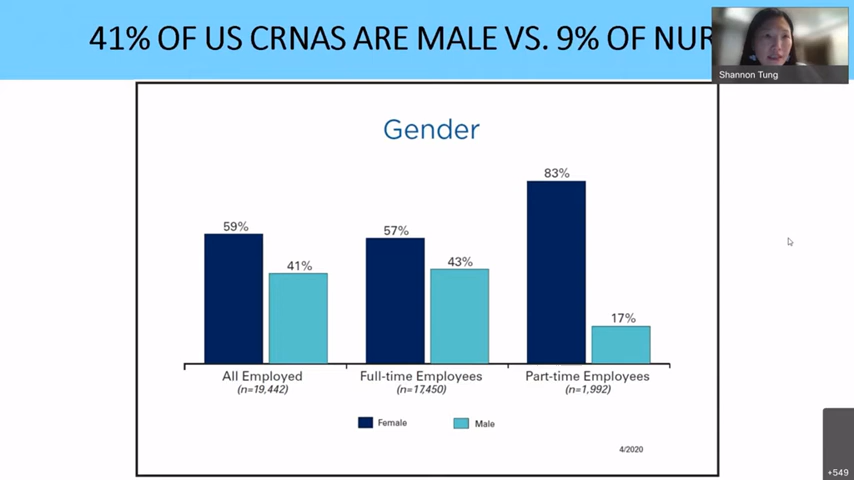 41% OF US CRNAS ARE MALE VS. 9% OF NUR
Shannon Tung
Gender
83%
59%
57%
41%
43%
17%
All Employed
(n=19,442)
Full-time Employees
(n=17,450)
Part-time Employees
(n=1,992)
Female
Male
4/2020
+549